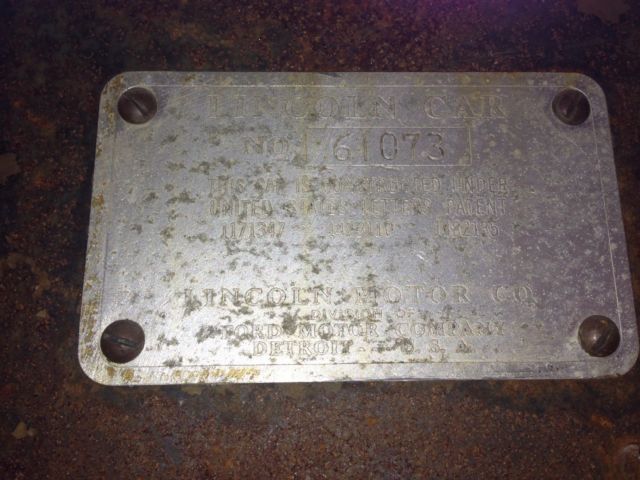 LINCOLN CAR
NO. 61073
THIS CAR IS CONSTRUCTED UNDER
UNITED STATES LETTERS PATENT
1171347
LINCOLN MOTOR CO.
DIVISION OF
FORD MOTOR COMPANY
DETROIT U.S.A.